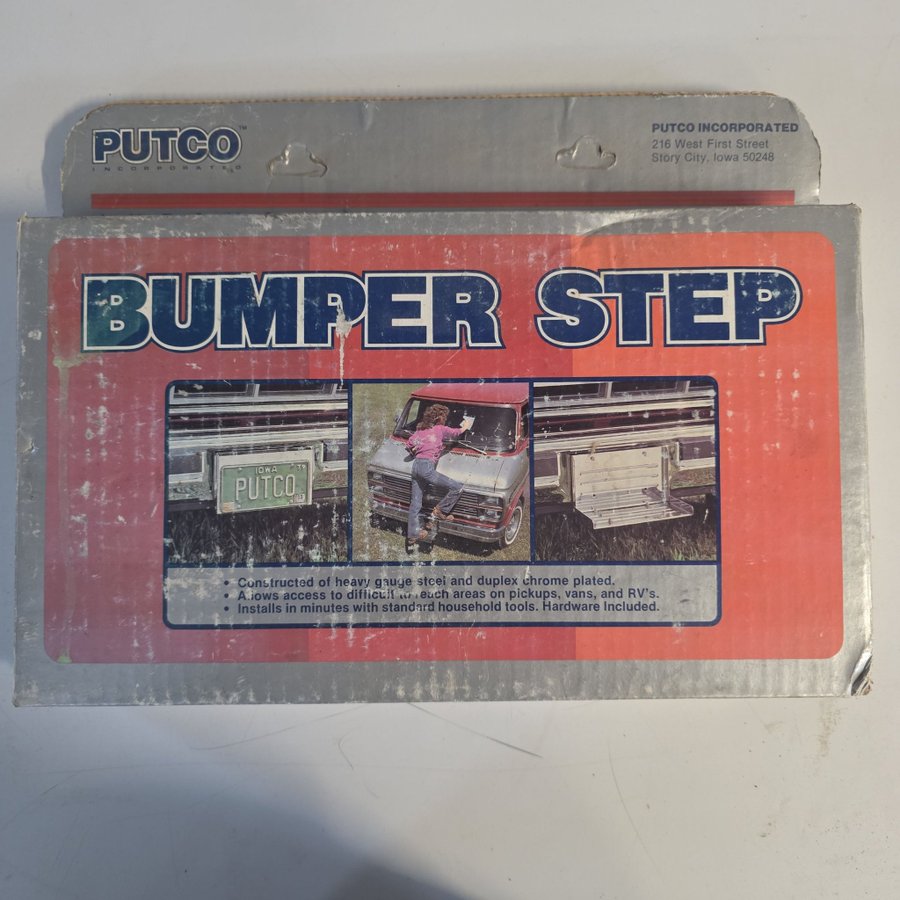 PUTCO™
INCORPORATED
PUTCO INCORPORATED
216 West First Street
Story City, Iowa 50248
BUMPER STEP
IOWA
PUTCO
• Constructed of heavy gauge steel and duplex chrome plated.
• Allows access to difficult to reach areas on pickups, vans, and RV's.
• Installs in minutes with standard household tools. Hardware Included.